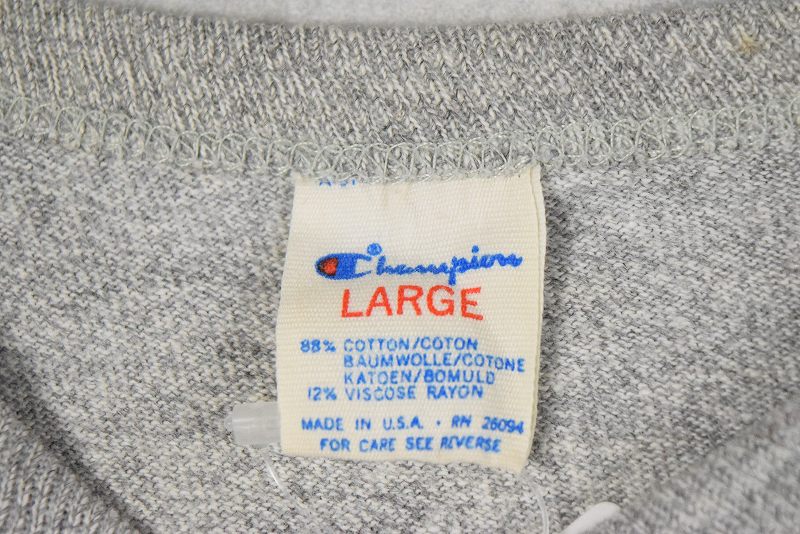 Champion®
LARGE
88% COTTON/COTON
BAUMWOLLE/COTONE
KATOEN/BOMULD
12% VISCOSE RAYON
MADE IN U.S.A. • RN 26094
FOR CARE SEE REVERSE